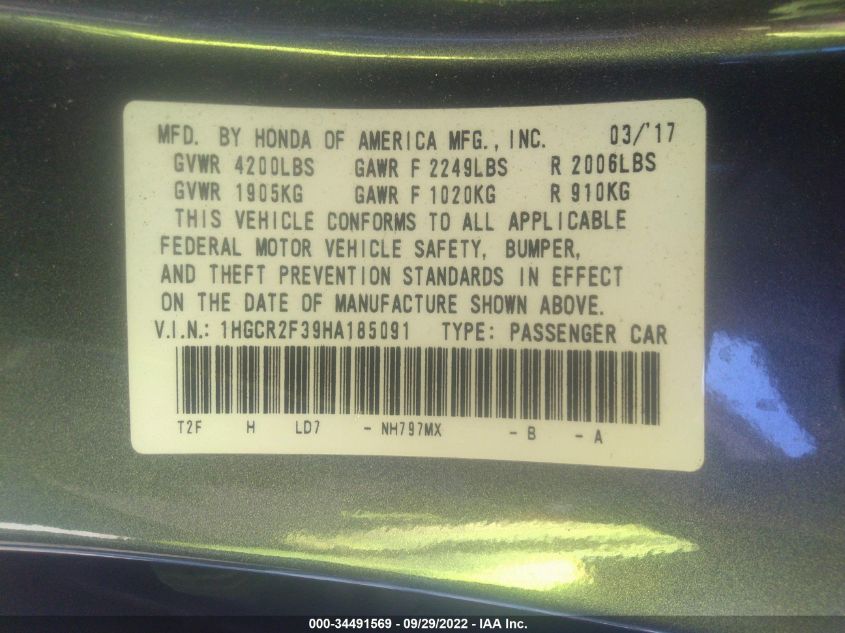 MFD. BY HONDA OF AMERICA MFG., INC. 03/'17
GVWR 4200LBS GAWR F 2249LBS R 2006LBS
GVWR 1905KG GAWR F 1020KG R 910KG
THIS VEHICLE CONFORMS TO ALL APPLICABLE
FEDERAL MOTOR VEHICLE SAFETY, BUMPER,
AND THEFT PREVENTION STANDARDS IN EFFECT
ON THE DATE OF MANUFACTURE SHOWN ABOVE.
V.I.N.: 1HGCR2F39HA185091 TYPE: PASSENGER CAR
T2F H LD7 - NH797MX - B - A
000-34491569 / 09/29/2022 - IAA Inc.